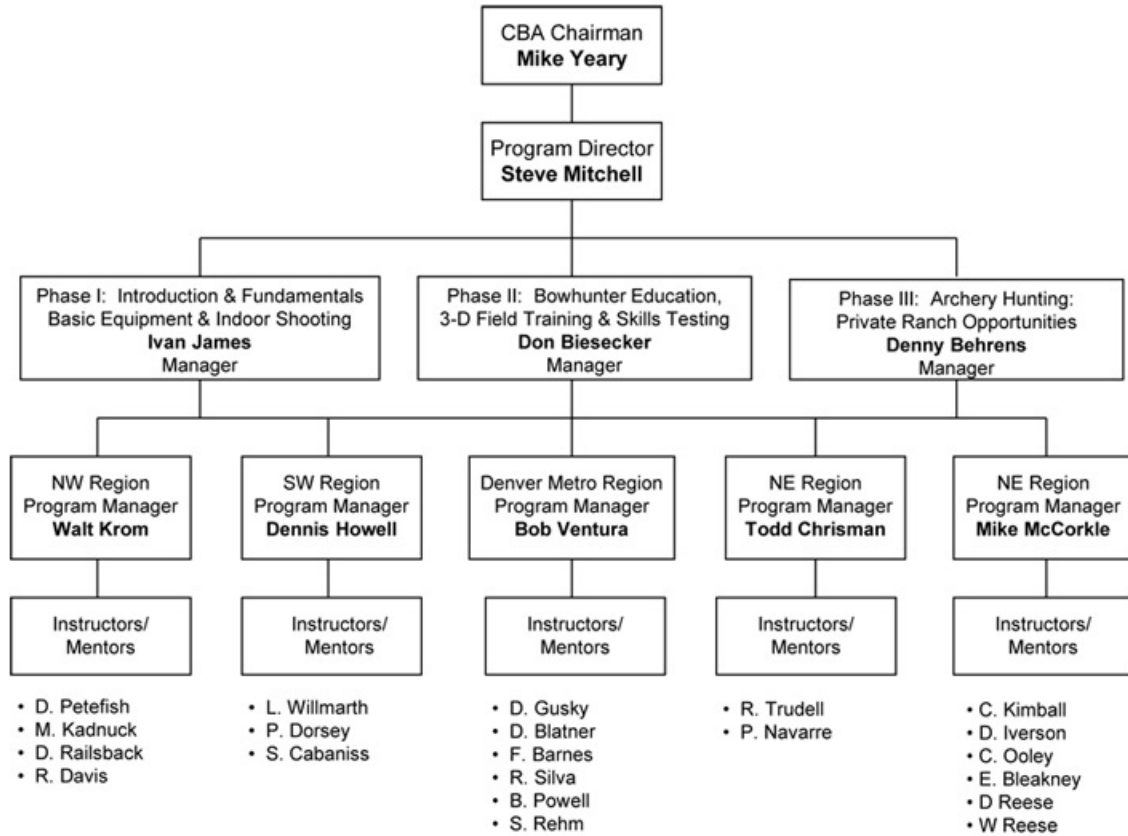 CBA Chairman
Mike Yeary
Program Director
Steve Mitchell
Phase I: Introduction & Fundamentals
Basic Equipment & Indoor Shooting
Ivan James
Manager
Phase II: Bowhunter Education,
3-D Field Training & Skills Testing
Don Biesecker
Manager
Phase III: Archery Hunting:
Private Ranch Opportunities
Denny Behrens
Manager
NW Region
Program Manager
Walt Krom
SW Region
Program Manager
Dennis Howell
Denver Metro Region
Program Manager
Bob Ventura
NE Region
Program Manager
Todd Chrisman
NE Region
Program Manager
Mike McCorkle
Instructors/
Mentors
Instructors/
Mentors
Instructors/
Mentors
Instructors/
Mentors
Instructors/
Mentors
• D. Petefish
• M. Kadnuck
• D. Railsback
• R. Davis
• L. Willmarth
• P. Dorsey
• S. Cabaniss
• D. Gusky
• D. Blatner
• F. Barnes
• R. Silva
• B. Powell
• S. Rehm
• R. Trudell
• P. Navarre
• C. Kimball
• D. Iverson
• C. Ooley
• E. Bleakney
• D Reese
• W Reese